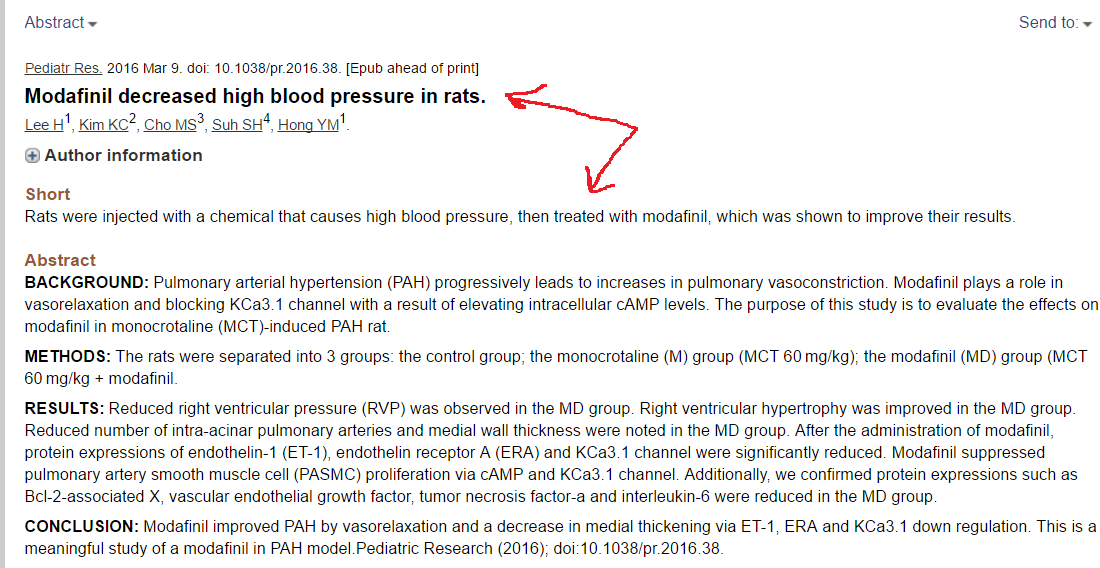 Abstract
Send to:
Pediatr Res. 2016 Mar 9. doi: 10.1038/pr.2016.38. [Epub ahead of print]
Modafinil decreased high blood pressure in rats.
Lee H1, Kim KC2, Cho MS3, Suh SH4, Hong YM1.
Author information
Short
Rats were injected with a chemical that causes high blood pressure, then treated with modafinil, which was shown to improve their results.
Abstract
BACKGROUND: Pulmonary arterial hypertension (PAH) progressively leads to increases in pulmonary vasoconstriction. Modafinil plays a role in
vasorelaxation and blocking KCa3.1 channel with a result of elevating intracellular cAMP levels. The purpose of this study is to evaluate the effects on
modafinil in monocrotaline (MCT)-induced PAH rat.
METHODS: The rats were separated into 3 groups: the control group; the monocrotaline (M) group (MCT 60 mg/kg); the modafinil (MD) group (MCT
60 mg/kg + modafinil.
RESULTS: Reduced right ventricular pressure (RVP) was observed in the MD group. Right ventricular hypertrophy was improved in the MD group.
Reduced number of intra-acinar pulmonary arteries and medial wall thickness were noted in the MD group. After the administration of modafinil,
protein expressions of endothelin-1 (ET-1), endothelin receptor A (ERA) and KCa3.1 channel were significantly reduced. Modafinil suppressed
pulmonary artery smooth muscle cell (PASMC) proliferation via cAMP and KCa3.1 channel. Additionally, we confirmed protein expressions such as
Bcl-2-associated X, vascular endothelial growth factor, tumor necrosis factor-a and interleukin-6 were reduced in the MD group.
CONCLUSION: Modafinil improved PAH by vasorelaxation and a decrease in medial thickening via ET-1, ERA and KCa3.1 down regulation. This is a
meaningful study of a modafinil in PAH model.Pediatric Research (2016); doi:10.1038/pr.2016.38.